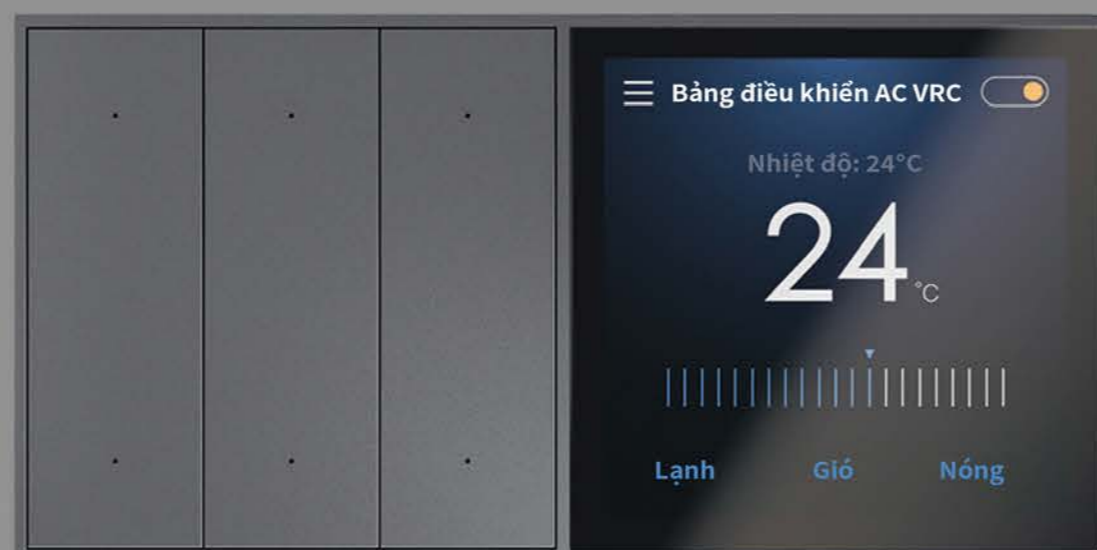 Bảng điều khiển AC VRC
Nhiệt độ: 24°C
24°C
Lạnh Gió Nóng